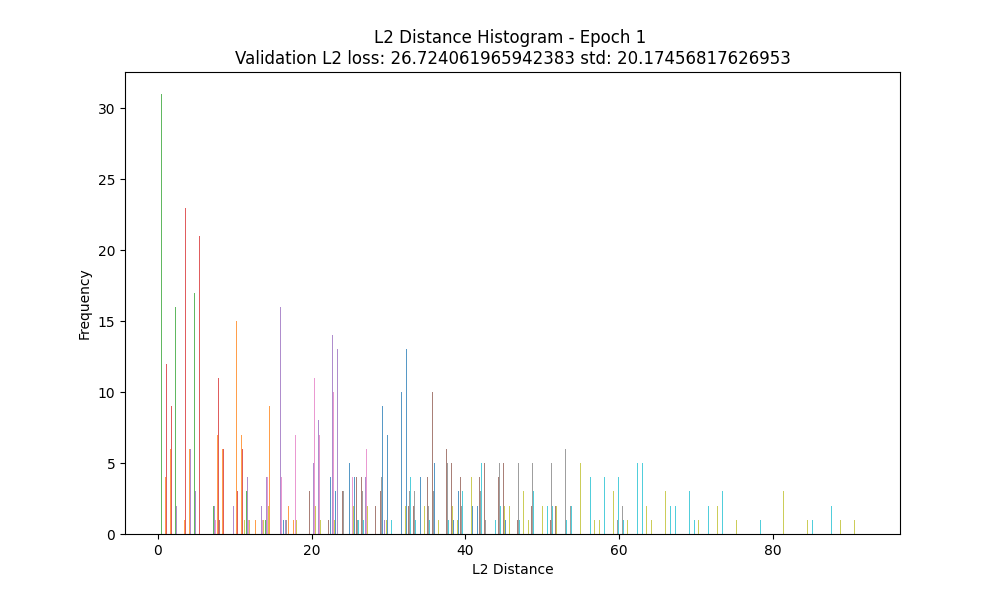 L2 Distance Histogram - Epoch 1
Validation L2 loss: 26.724061965942383 std: 20.17456817626953
Frequency
30
25
20
15
10
5
0
0 20 40 60 80
L2 Distance